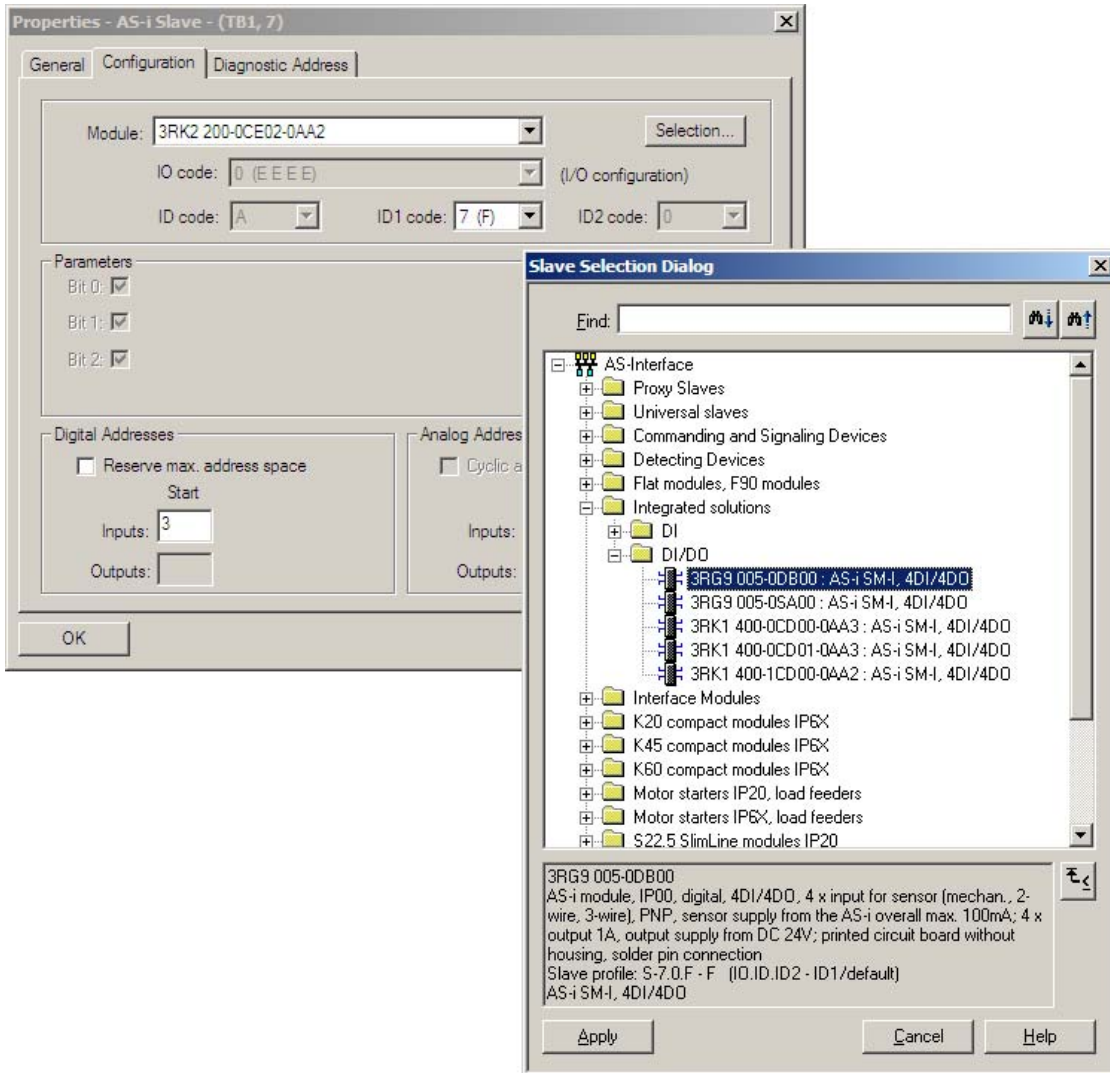 Properties - AS-i Slave - (TB1, 7)
General Configuration Diagnostic Address
Module: 3RK2 200-0CE02-0AA2 Selection...
IO code: 0 (E E E E) (I/O configuration)
ID code: A ID1 code: 7 (F) ID2 code: 0
Parameters
Bit 0:
Bit 1:
Bit 2:
Digital Addresses
Reserve max. address space
Start
Inputs: 3
Outputs:
Analog Addres
Cyclic a
Inputs:
Outputs:
OK
Slave Selection Dialog
Find:
AS-Interface
Proxy Slaves
Universal slaves
Commanding and Signaling Devices
Detecting Devices
Flat modules, F90 modules
Integrated solutions
DI
DI/DO
3RG9 005-0DB00 : AS-i SM-I, 4DI/4DO
3RG9 005-0SA00 : AS-i SM-I, 4DI/4DO
3RK1 400-0CD00-0AA3 : AS-i SM-I, 4DI/4DO
3RK1 400-0CD01-0AA3 : AS-i SM-I, 4DI/4DO
3RK1 400-1CD00-0AA2 : AS-i SM-I, 4DI/4DO
Interface Modules
K20 compact modules IP6X
K45 compact modules IP6X
K60 compact modules IP6X
Motor starters IP20, load feeders
Motor starters IP6X, load feeders
S22.5 SlimLine modules IP20
3RG9 005-0DB00
AS-i module, IP00, digital, 4DI/4DO, 4 x input for sensor (mechan., 2-
wire, 3-wire), PNP, sensor supply from the AS-i overall max. 100mA; 4 x
output 1A, output supply from DC 24V; printed circuit board without
housing, solder pin connection
Slave profile: S-7.0.F - F (IO.ID.ID2 - ID1/default)
AS-i SM-I, 4DI/4DO
Apply Cancel Help